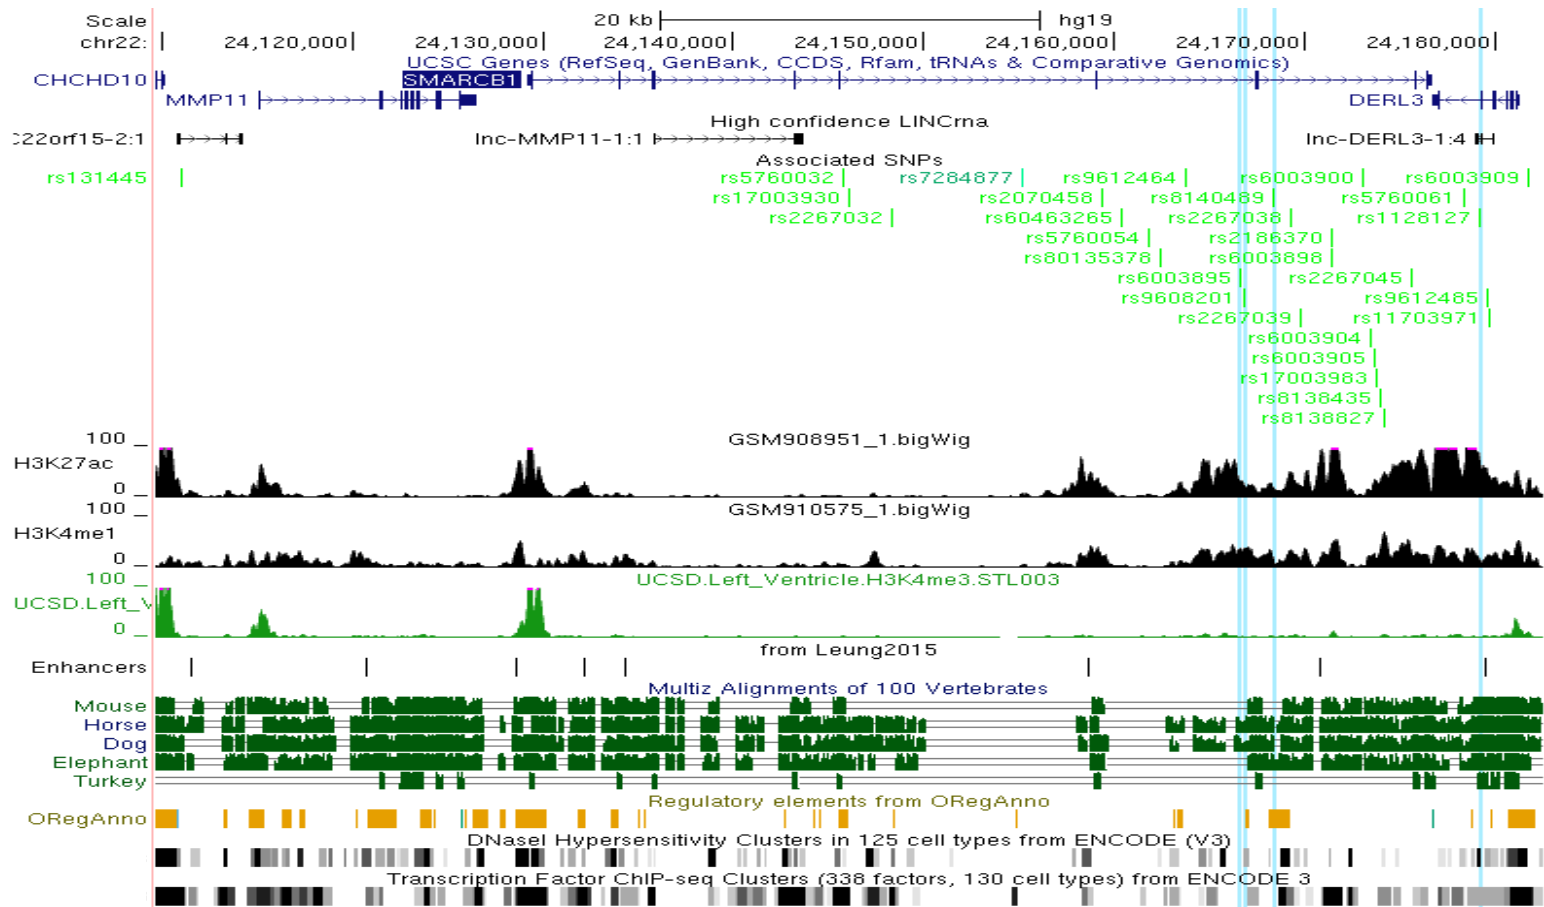 Scale 20 kb hg19
chr22: 24,120,000 24,130,000 24,140,000 24,150,000 24,160,000 24,170,000 24,180,000
UCSC Genes (RefSeq, GenBank, CCDS, Rfam, tRNAs & Comparative Genomics)
CHCHD10 SMARCB1
MMP11 DERL3
High confidence LINCrna
22orf15-2:1 lnc-MMP11-1:1 lnc-DERL3-1:4
Associated SNPs
rs131445 rs5760032 rs7284877 rs9612464 rs6003900 rs6003909
rs17003930 rs2070458 rs8140489 rs5760061
rs2267032 rs60463265 rs2267038 rs1128127
rs5760054 rs2186370
rs80135378 rs6003898
rs6003895 rs2267045
rs9608201 rs9612485
rs2267039 rs11703971
rs6003904
rs6003905
rs17003983
rs8138435
rs8138827
100 _ GSM908951_1.bigWig
H3K27ac
0 _
100 _ GSM910575_1.bigWig
H3K4me1
0 _
100 _ UCSD.Left_Ventricle.H3K4me3.STL003
UCSD.Left_V
0 _
from Leung2015
Enhancers
Multiz Alignments of 100 Vertebrates
Mouse
Horse
Dog
Elephant
Turkey
Regulatory elements from ORegAnno
ORegAnno
DNaseI Hypersensitivity Clusters in 125 cell types from ENCODE (V3)
Transcription Factor ChIP-seq Clusters (338 factors, 130 cell types) from ENCODE 3